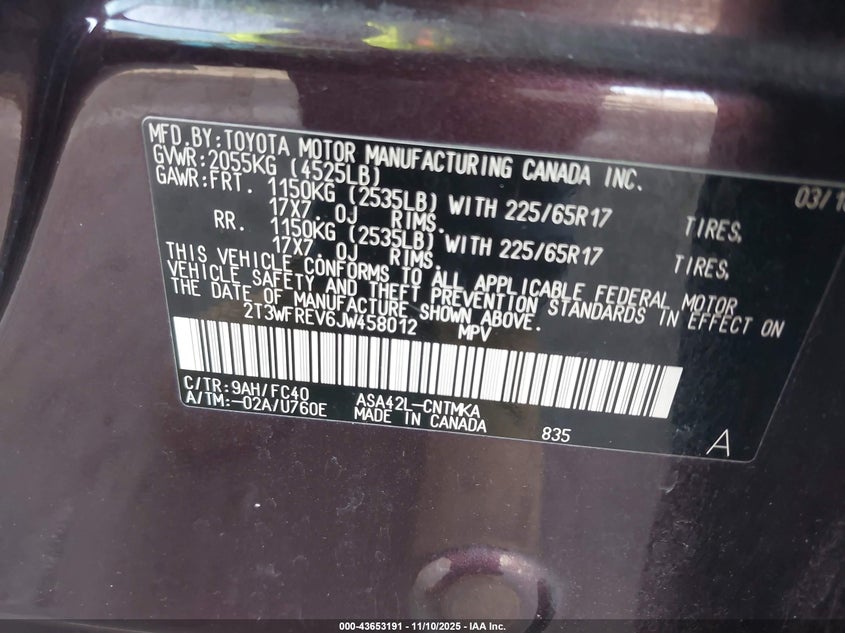 MFD.BY:TOYOTA MOTOR MANUFACTURING CANADA INC.
GVWR:2055KG (4525LB) 03/1
GAWR:FRT. 1150KG (2535LB) WITH 225/65R17 TIRES,
17X7.0J RIMS.
RR. 1150KG (2535LB) WITH 225/65R17 TIRES,
17X7.0J RIMS.
THIS VEHICLE CONFORMS TO ALL APPLICABLE FEDERAL MOTOR
VEHICLE SAFETY AND THEFT PREVENTION STANDARDS IN EFFECT ON
THE DATE OF MANUFACTURE SHOWN ABOVE.
2T3WFREV6JW458012 MPV
C/TR:9AH/FC40 ASA42L-CNTMKA
A/TM:-02A/U760E MADE IN CANADA 835 A
000-43653191 - 11/10/2025 - IAA Inc.